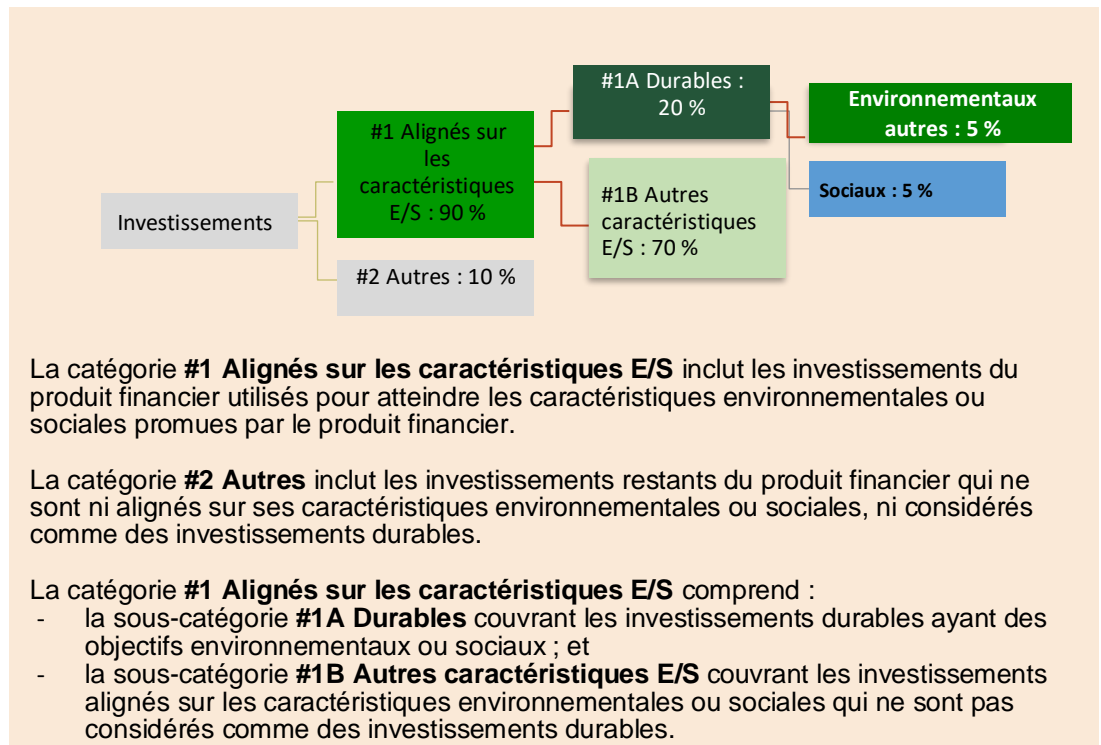 Investissements
#1 Alignés sur
les
caractéristiques
E/S : 90 %
#2 Autres : 10 %
#1A Durables :
20 %
#1B Autres
caractéristiques
E/S : 70 %
Environnementaux
autres : 5 %
Sociaux : 5 %
La catégorie #1 Alignés sur les caractéristiques E/S inclut les investissements du
produit financier utilisés pour atteindre les caractéristiques environnementales ou
sociales promues par le produit financier.
La catégorie #2 Autres inclut les investissements restants du produit financier qui ne
sont ni alignés sur ses caractéristiques environnementales ou sociales, ni considérés
comme des investissements durables.
La catégorie #1 Alignés sur les caractéristiques E/S comprend :
- la sous-catégorie #1A Durables couvrant les investissements durables ayant des
objectifs environnementaux ou sociaux ; et
- la sous-catégorie #1B Autres caractéristiques E/S couvrant les investissements
alignés sur les caractéristiques environnementales ou sociales qui ne sont pas
considérés comme des investissements durables.